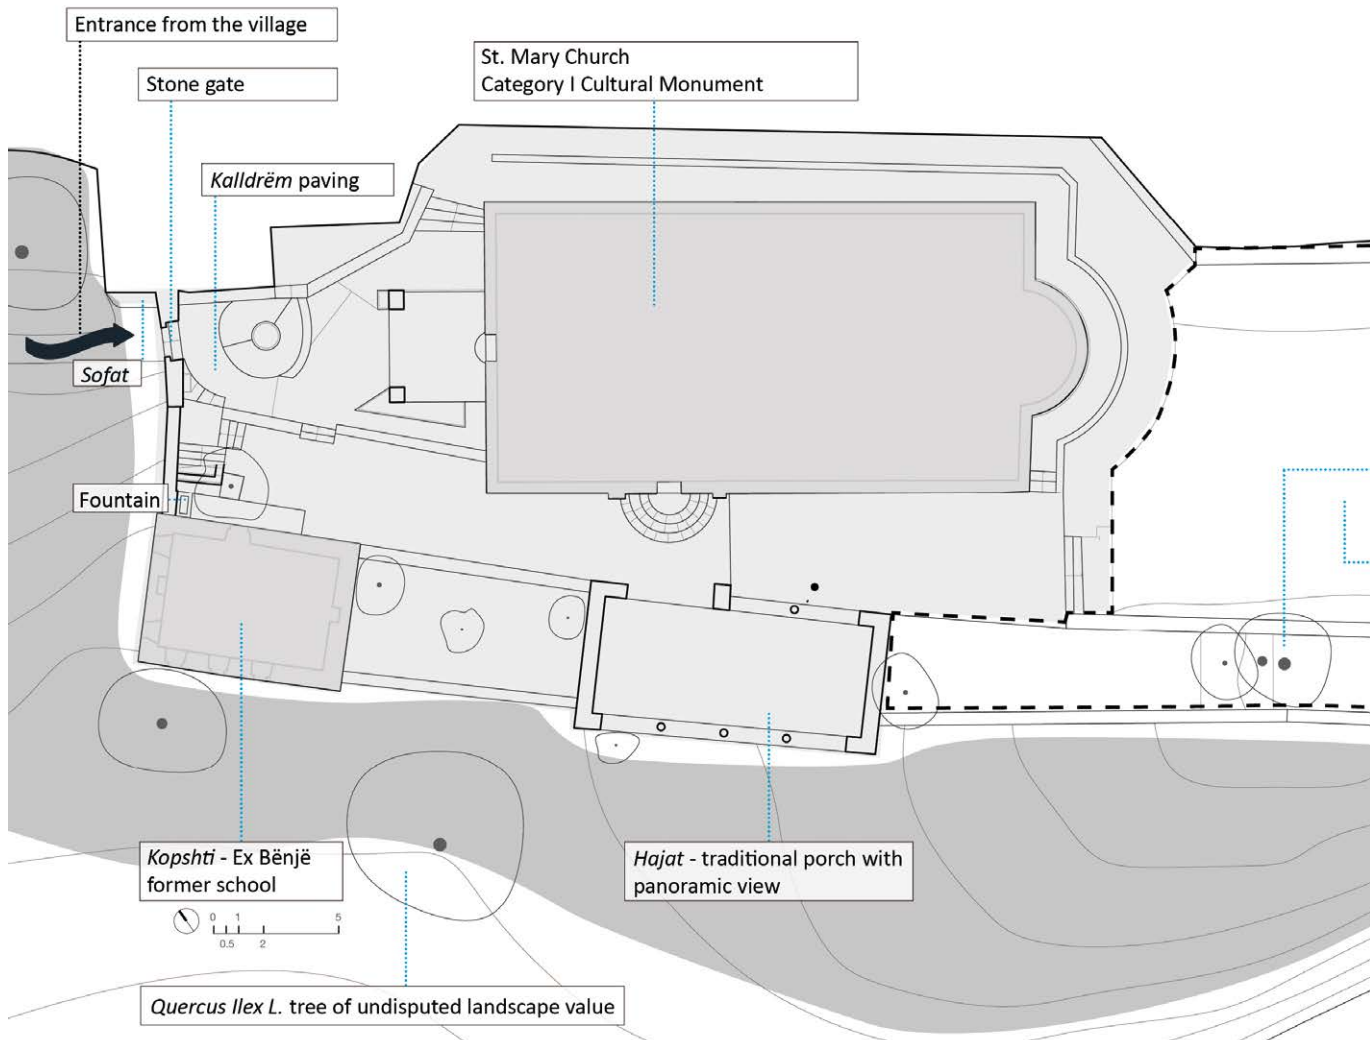 Entrance from the village
Stone gate
St. Mary Church
Category I Cultural Monument
Kalldrëm paving
Sofat
Fountain
Kopshti - Ex Bënjë
former school
Hajat - traditional porch with
panoramic view
0 1 5
0.5 2
Quercus Ilex L. tree of undisputed landscape value